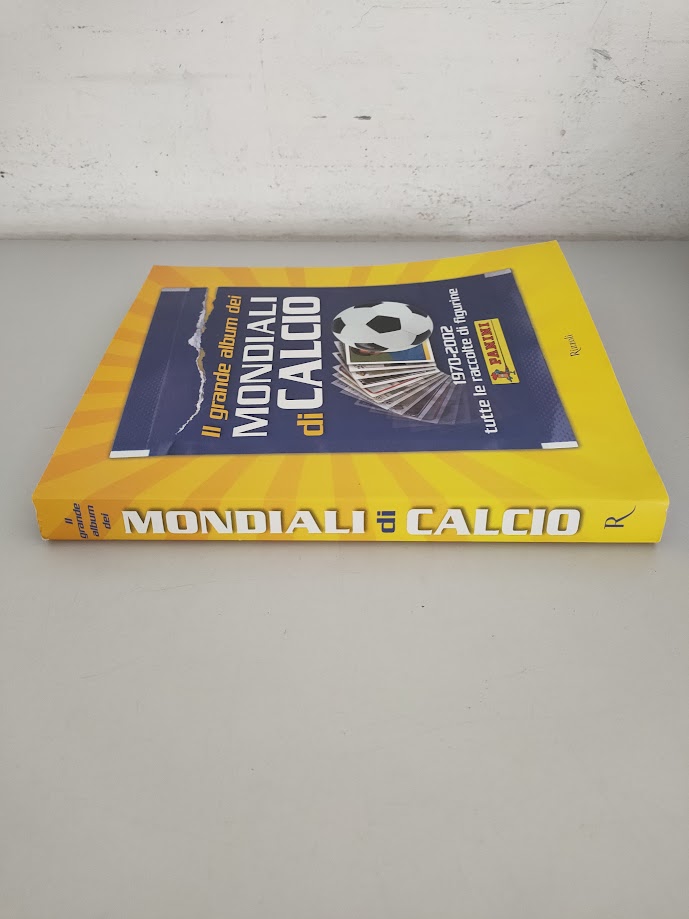 Il grande album dei
MONDIALI
di CALCIO
1970-2002
tutte le raccolte di figurine
PANINI
Rizzoli
Il
grande
album
dei
MONDIALI di CALCIO
R